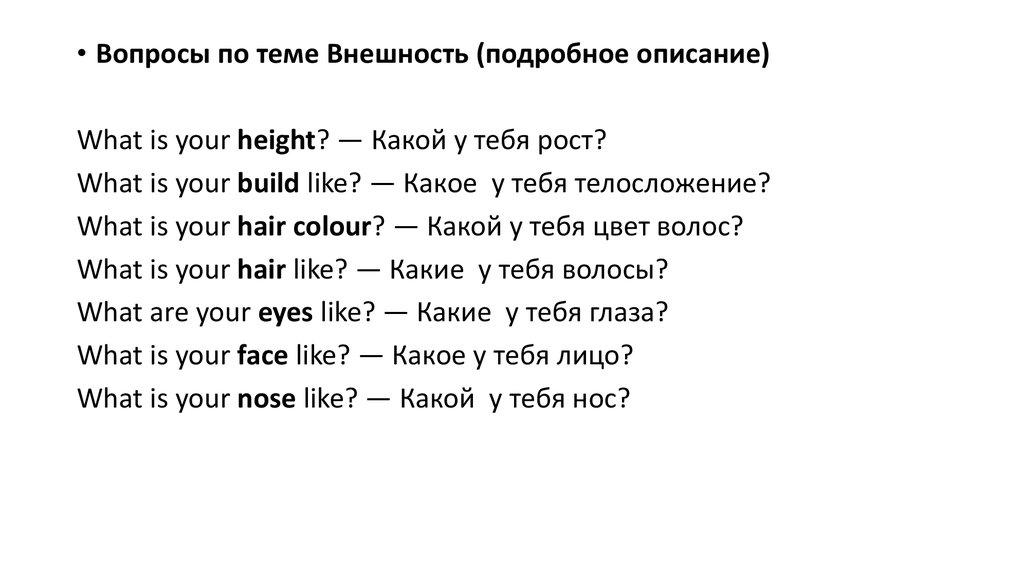 • Вопросы по теме Внешность (подробное описание)
What is your height? — Какой у тебя рост?
What is your build like? — Какое  у тебя телосложение?
What is your hair colour? — Какой у тебя цвет волос?
What is your hair like? — Какие  у тебя волосы?
What are your eyes like? — Какие  у тебя глаза?
What is your face like? — Какое у тебя лицо?
What is your nose like? — Какой  у тебя нос?